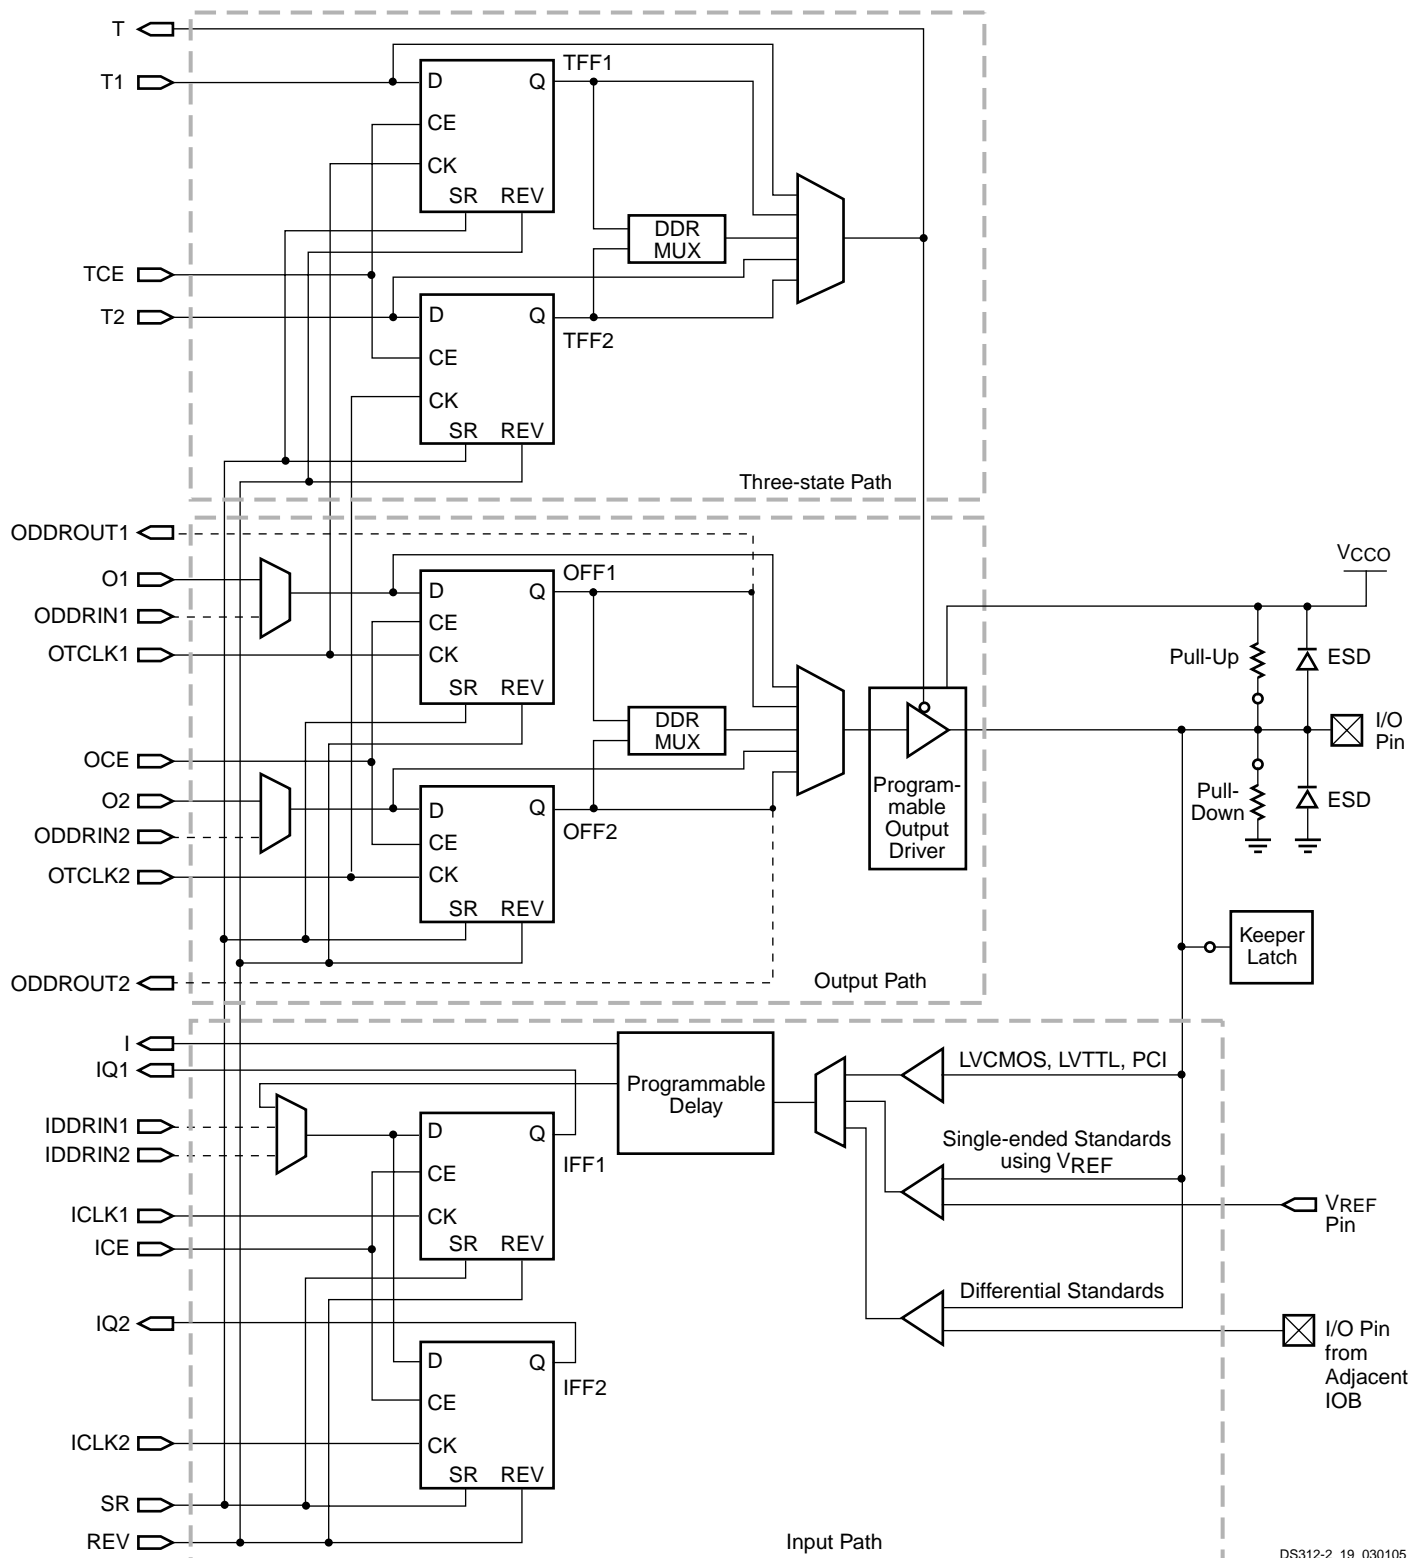 T
T1
D
Q
TFF1
CE
CK
SR REV
DDR
MUX
TCE
T2
D
Q
TFF2
CE
CK
SR REV
Three-state Path
ODDROUT1
O1
ODDRIN1
OTCLK1
D
Q
OFF1
CE
CK
SR REV
DDR
MUX
OCE
O2
ODDRIN2
OTCLK2
D
Q
OFF2
CE
CK
SR REV
Program-
mable
Output
Driver
VCCO
Pull-Up
ESD
I/O
Pin
Pull-
Down
ESD
Keeper
Latch
ODDROUT2
Output Path
I
IQ1
IDDRIN1
IDDRIN2
ICLK1
ICE
D
Q
IFF1
CE
CK
SR REV
Programmable
Delay
LVCMOS, LVTTL, PCI
Single-ended Standards
using VREF
VREF
Pin
Differential Standards
I/O Pin
from
Adjacent
IOB
IQ2
D
Q
IFF2
CE
CK
SR REV
ICLK2
SR
REV
Input Path
DS312-2_19_030105